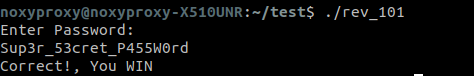 noxyproxy@noxyproxy-X510UNR:~/test$ ./rev_101
Enter Password:
Sup3r_53cret_P455W0rd
Correct!, You WIN